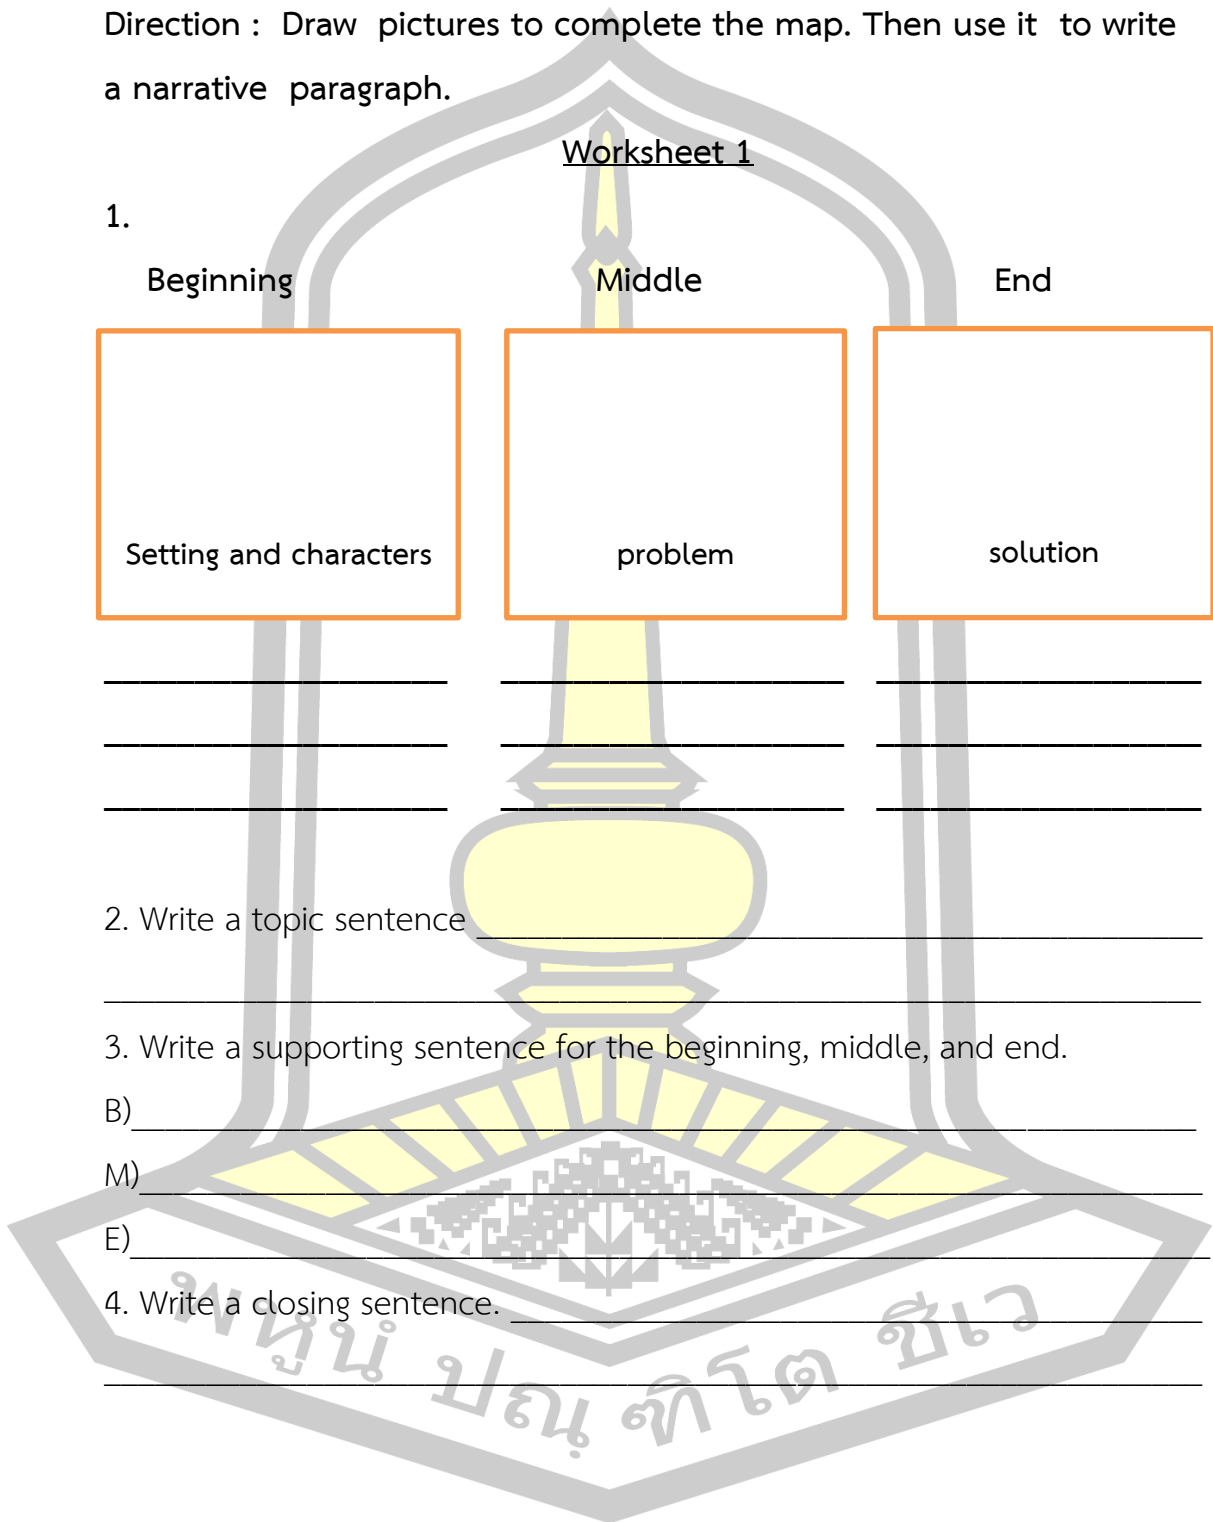 Direction : Draw pictures to complete the map. Then use it to write
a narrative paragraph.
Worksheet 1
1.
Beginning Middle End
Setting and characters problem solution
2. Write a topic sentence
3. Write a supporting sentence for the beginning, middle, and end.
B)
M)
E)
4. Write a closing sentence.
พหูนํ ปณฺฑิโต ชีเว